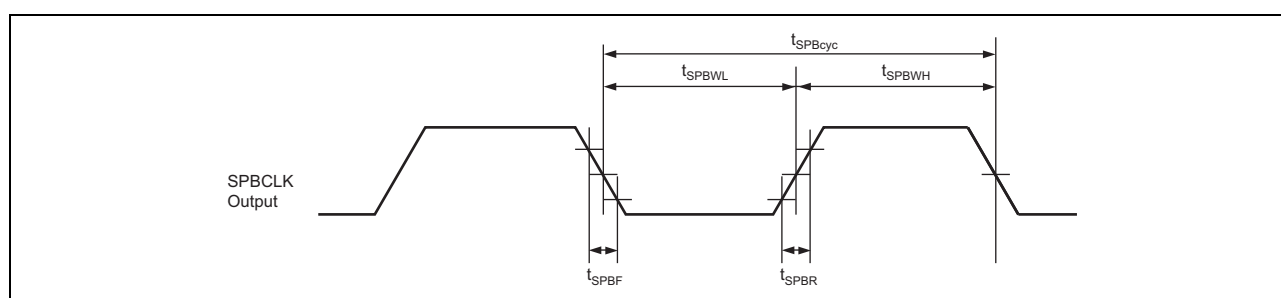 tSPBcyc
tSPBWL
tSPBWH
SPBCLK
Output
tSPBF
tSPBR